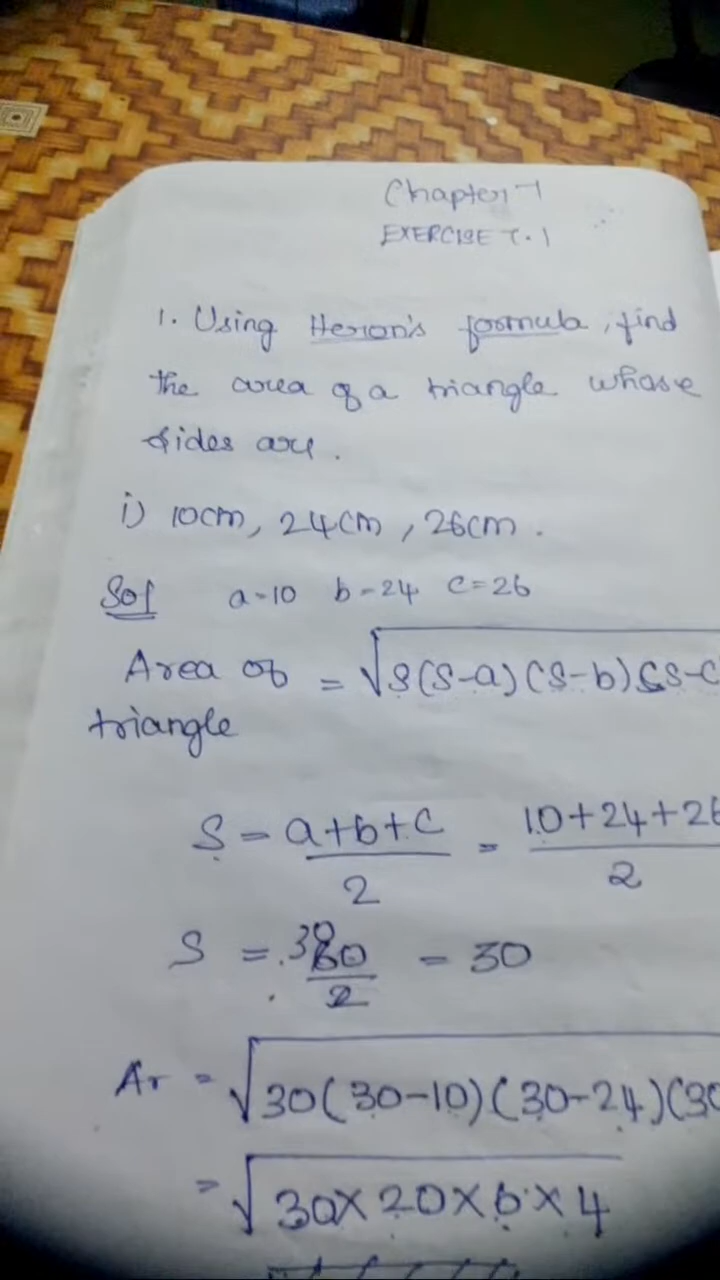 Chapter 7
EXERCISE 7.1
1. Using Heron's formula, find
the area of a triangle whose
sides are.
i) 10cm, 24cm, 26cm.
Sol a=10 b=24 c=26
Area of = √S(S-a)(S-b)(S-c
triangle
S = a+b+c/2 = 10+24+26/2
S = 60/2 = 30
Ar = √30(30-10)(30-24)(30
= √30×20×6×4